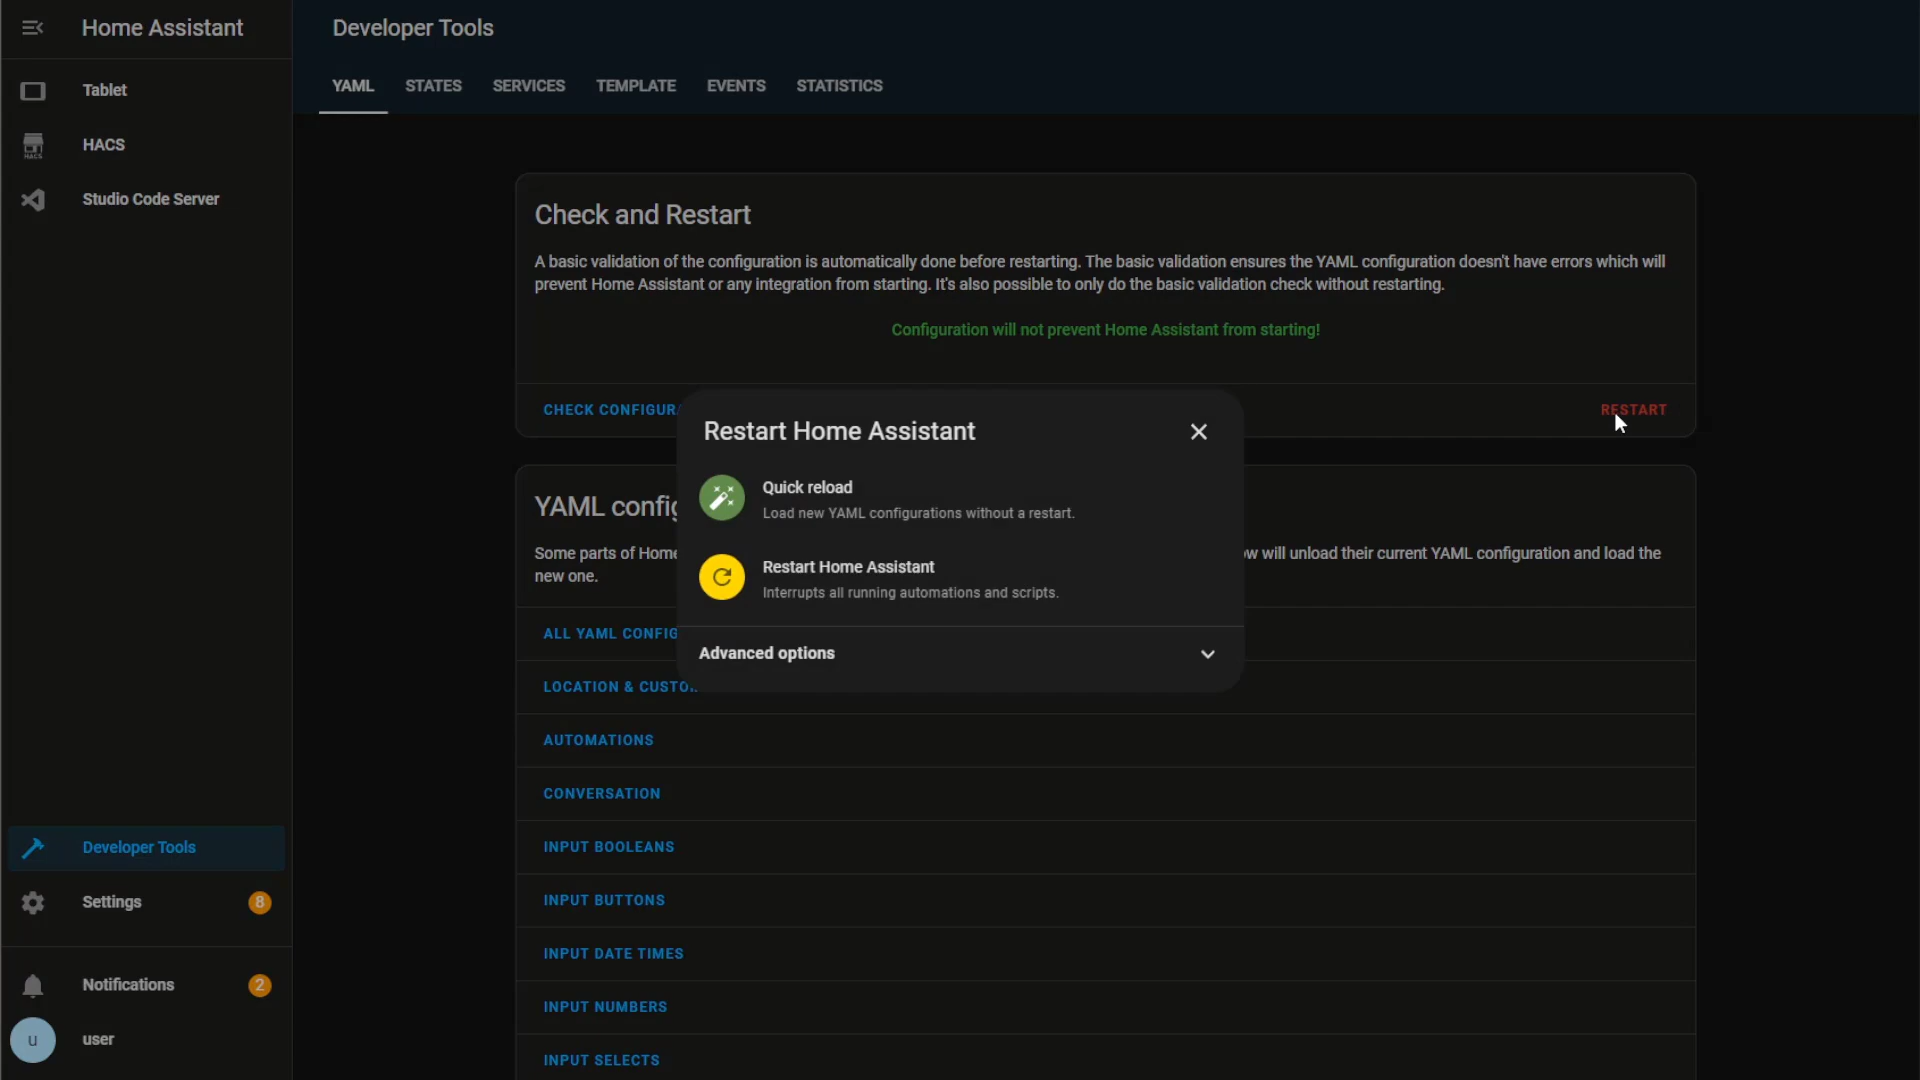 Home Assistant
Tablet
HACS
HACS
Studio Code Server
Developer Tools
Settings
8
Notifications
2
u
user
Developer Tools
YAML
STATES
SERVICES
TEMPLATE
EVENTS
STATISTICS
Check and Restart
A basic validation of the configuration is automatically done before restarting. The basic validation ensures the YAML configuration doesn't have errors which will
prevent Home Assistant or any integration from starting. It's also possible to only do the basic validation check without restarting.
Configuration will not prevent Home Assistant from starting!
CHECK CONFIGURA
RESTART
Restart Home Assistant
Quick reload
Load new YAML configurations without a restart.
Restart Home Assistant
Interrupts all running automations and scripts.
Advanced options
YAML config
Some parts of Home
w will unload their current YAML configuration and load the
new one.
ALL YAML CONFIG
LOCATION & CUSTO
AUTOMATIONS
CONVERSATION
INPUT BOOLEANS
INPUT BUTTONS
INPUT DATE TIMES
INPUT NUMBERS
INPUT SELECTS